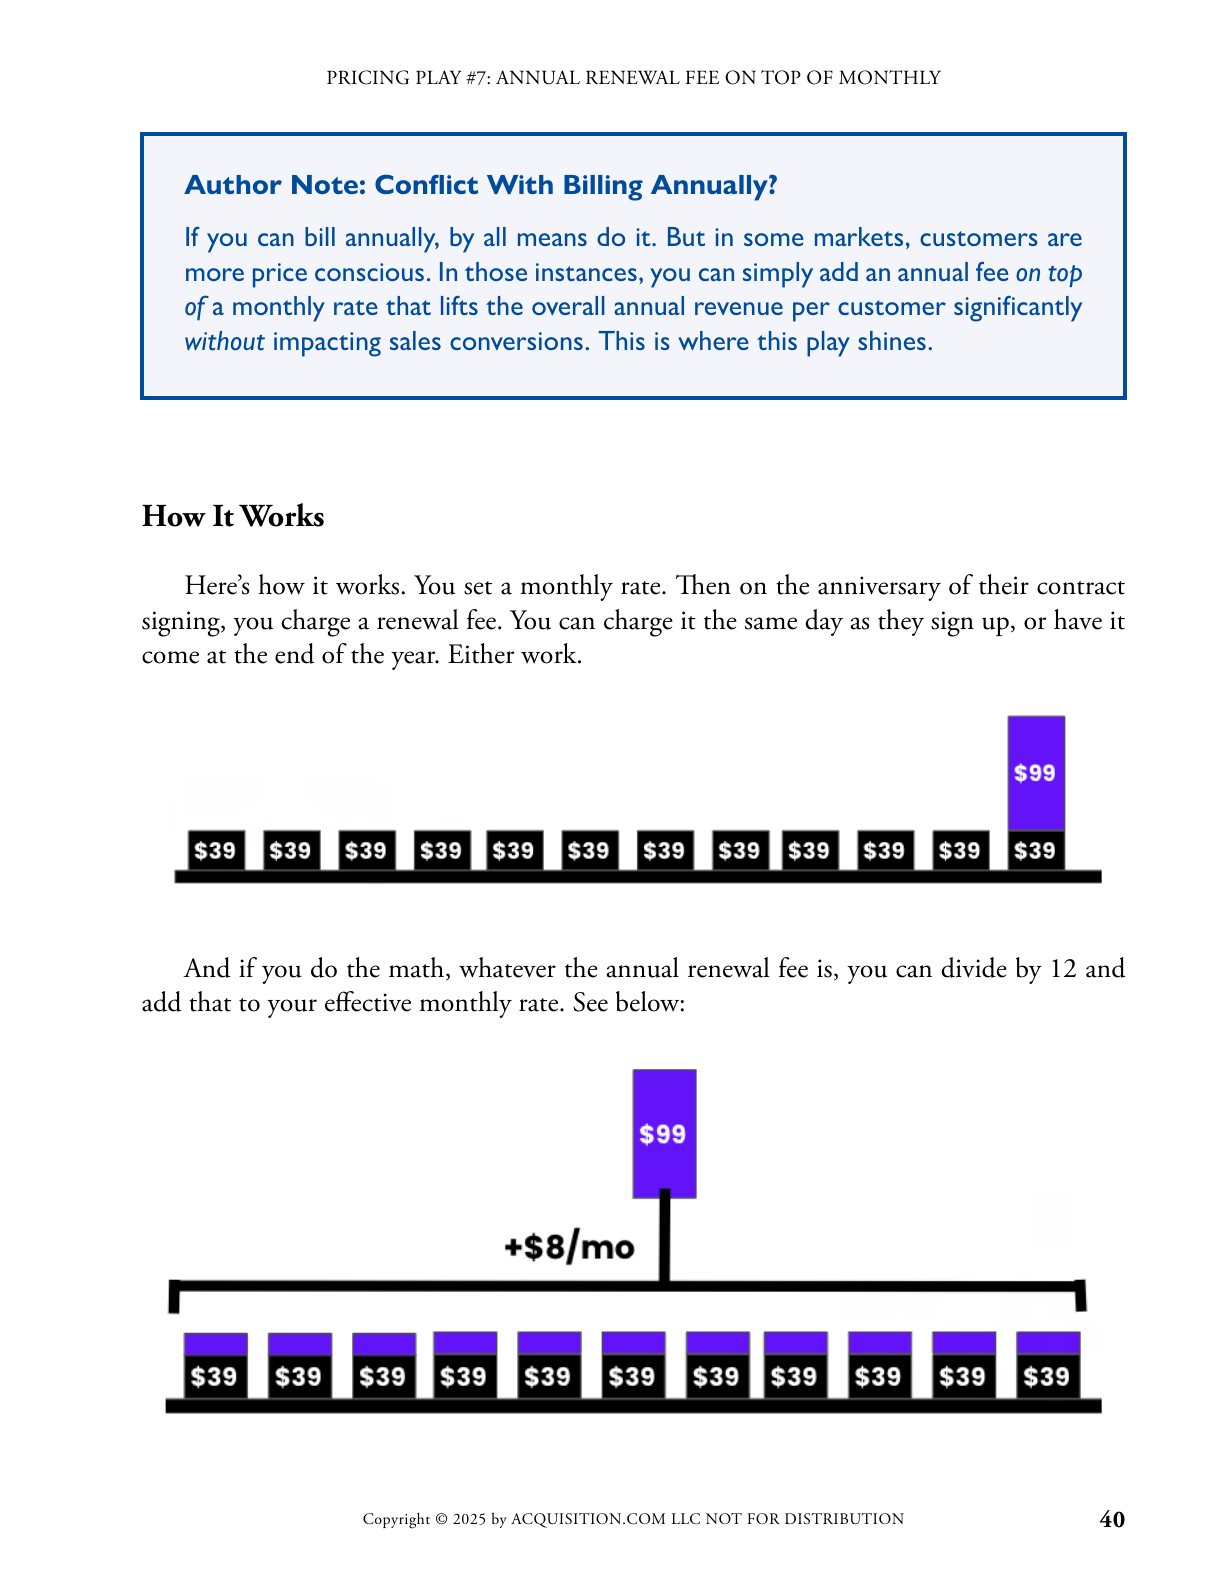 PRICING PLAY #7: ANNUAL RENEWAL FEE ON TOP OF MONTHLY
Author Note: Conflict With Billing Annually?
If you can bill annually, by all means do it. But in some markets, customers are
more price conscious. In those instances, you can simply add an annual fee on top
of a monthly rate that lifts the overall annual revenue per customer significantly
without impacting sales conversions. This is where this play shines.
How It Works
Here’s how it works. You set a monthly rate. Then on the anniversary of their contract
signing, you charge a renewal fee. You can charge it the same day as they sign up, or have it
come at the end of the year. Either work.
$99
$39 $39 $39 $39 $39 $39 $39 $39 $39 $39 $39 $39
And if you do the math, whatever the annual renewal fee is, you can divide by 12 and
add that to your effective monthly rate. See below:
$99
+$8/mo
$39 $39 $39 $39 $39 $39 $39 $39 $39 $39 $39
Copyright © 2025 by ACQUISITION.COM LLC NOT FOR DISTRIBUTION 40